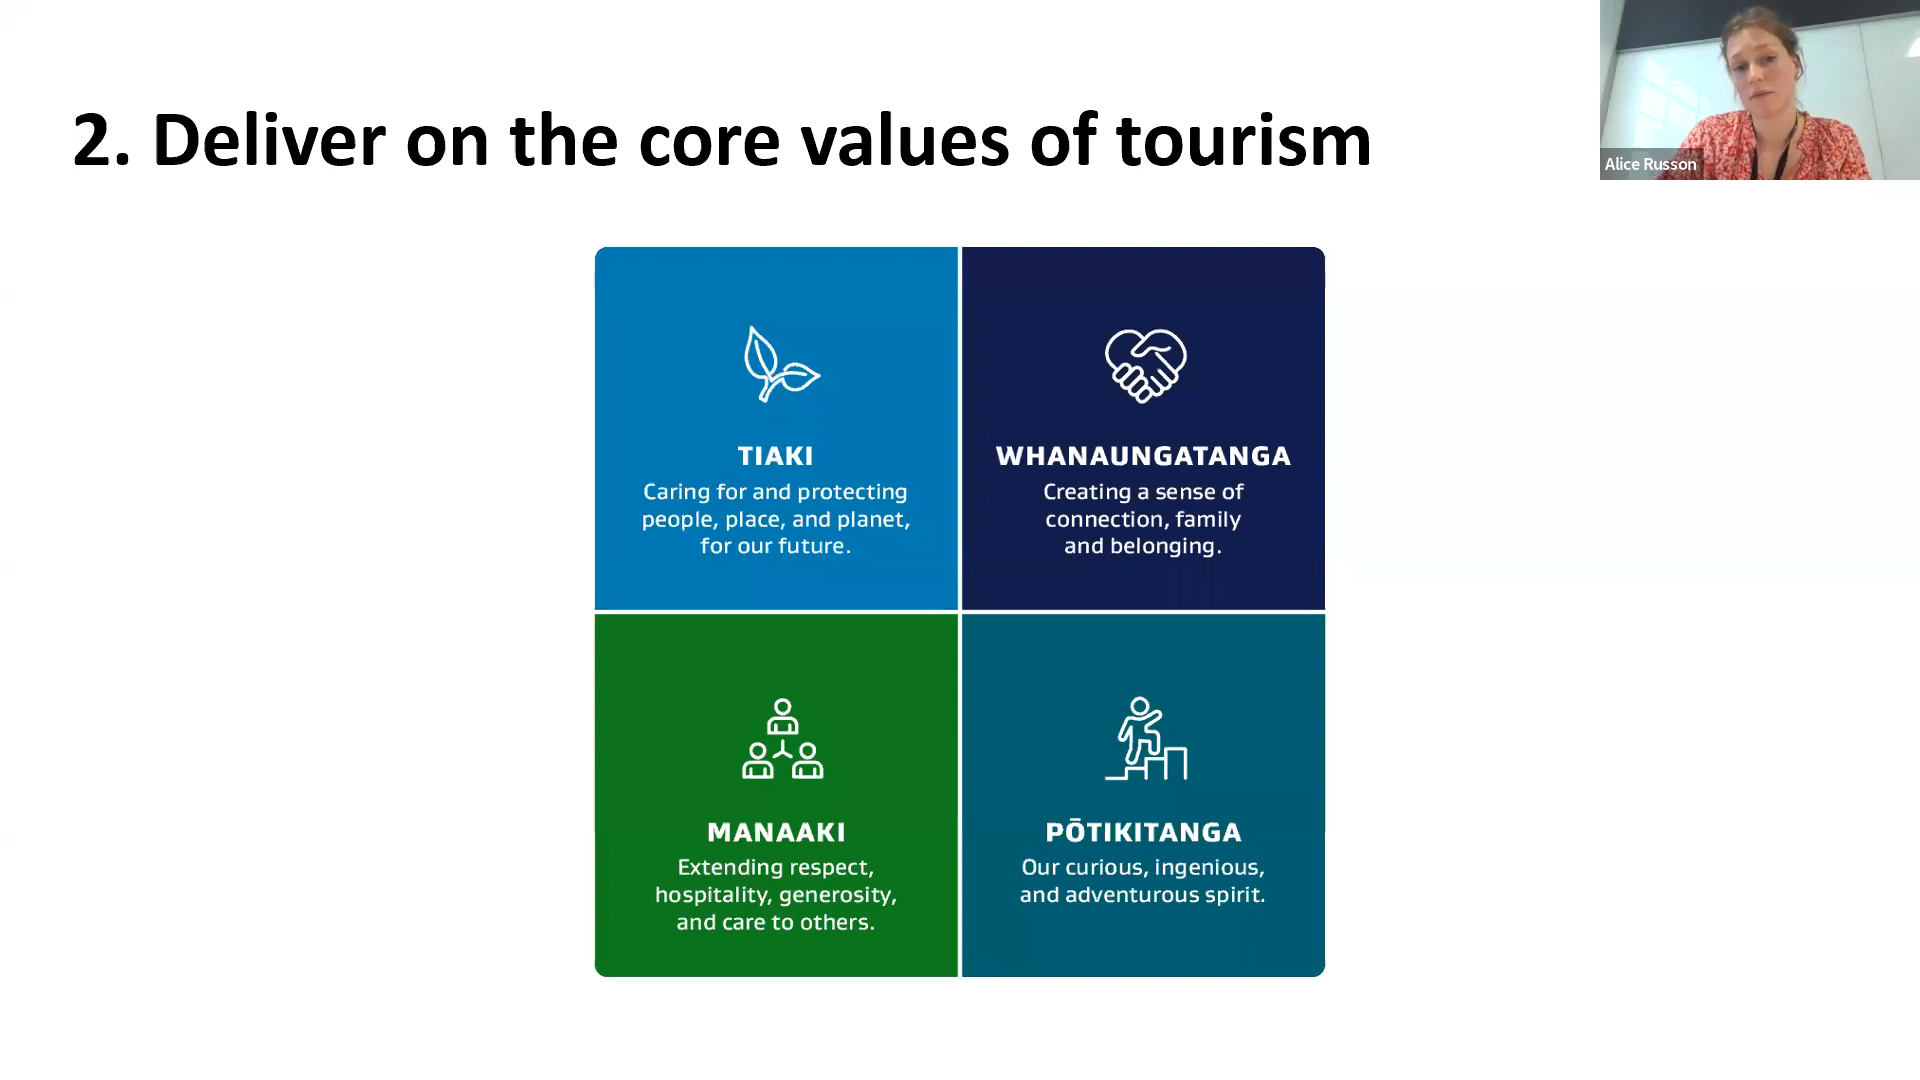 2. Deliver on the core values of tourism
Alice Russon
TIAKI
Caring for and protecting
people, place, and planet,
for our future.
WHANAUNGATANGA
Creating a sense of
connection, family
and belonging.
MANAAKI
Extending respect,
hospitality, generosity,
and care to others.
PŌTIKITANGA
Our curious, ingenious,
and adventurous spirit.